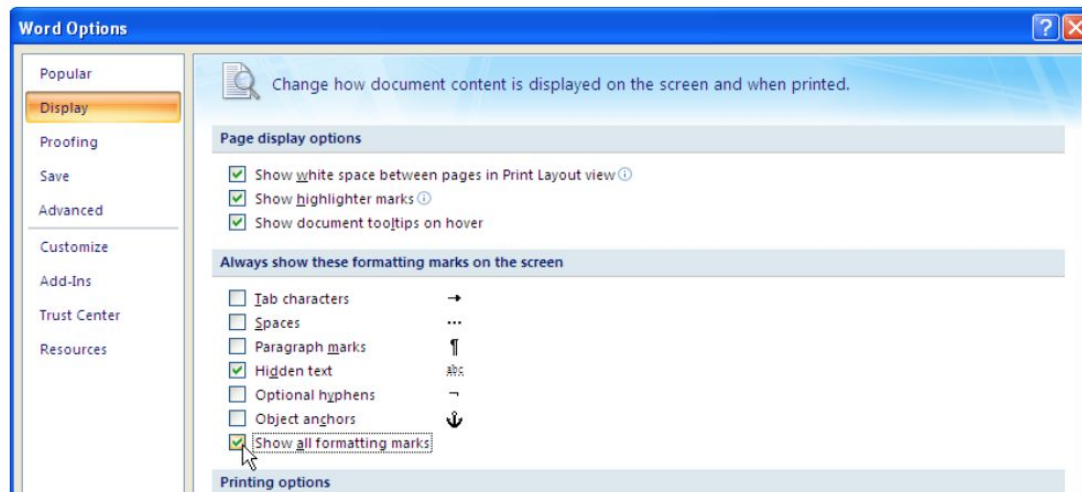 Word Options
?
Popular
Display
Proofing
Save
Advanced
Customize
Add-Ins
Trust Center
Resources
Change how document content is displayed on the screen and when printed.
Page display options
Show white space between pages in Print Layout view
Show highlighter marks
Show document tooltips on hover
Always show these formatting marks on the screen
Tab characters →
Spaces ...
Paragraph marks ¶
Hidden text abc
Optional hyphens ¬
Object anchors
Show all formatting marks
Printing options